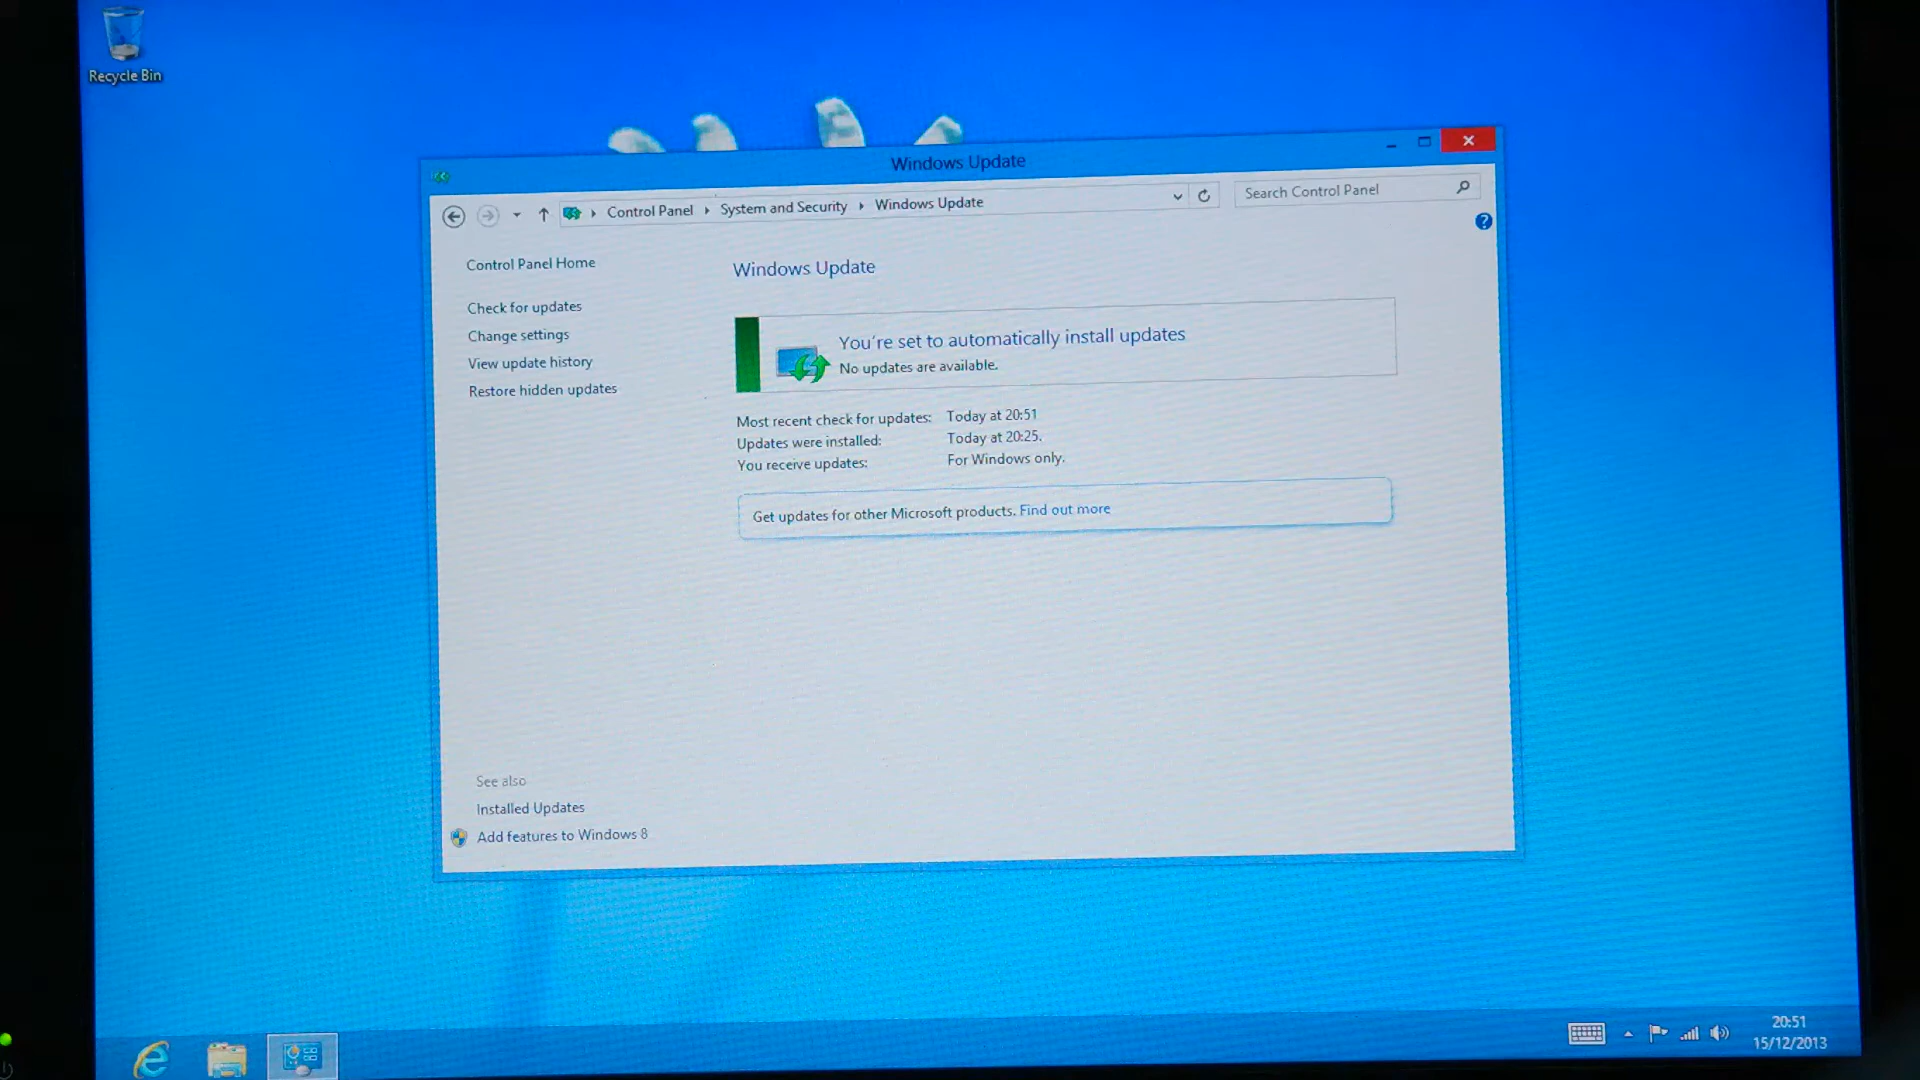 Recycle Bin
Windows Update
Control Panel
System and Security
Windows Update
Search Control Panel
Control Panel Home
Check for updates
Change settings
View update history
Restore hidden updates
Windows Update
You're set to automatically install updates
No updates are available.
Most recent check for updates: Today at 20:51
Updates were installed: Today at 20:25.
You receive updates: For Windows only.
Get updates for other Microsoft products. Find out more
See also
Installed Updates
Add features to Windows 8
20:51
15/12/2013